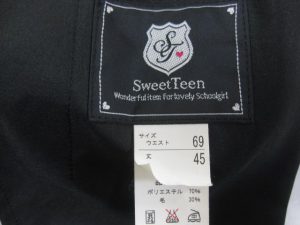 SJ
SweetTeen
Wonderful item for lovely Schoolgirl
サイズ
ウエスト 69
丈 45
ポリエステル 70%
毛 30%